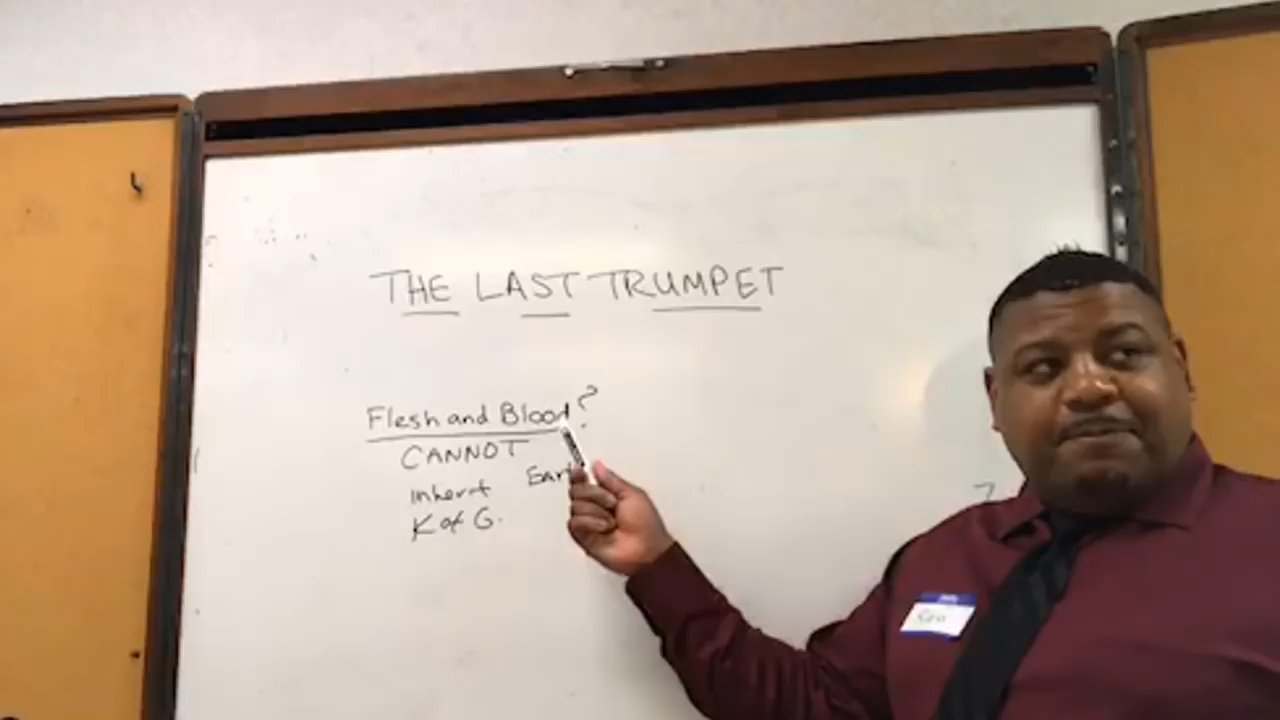 THE LAST TRUMPET
Flesh and Blood?
CANNOT
Inherit
K of G.